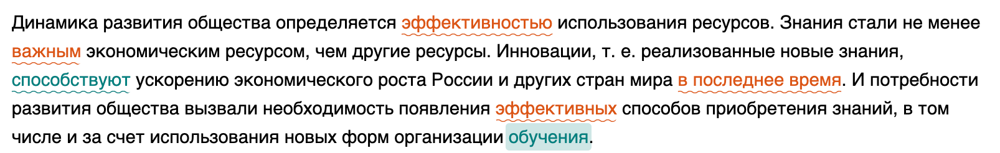 Динамика развития общества определяется эффективностью использования ресурсов. Знания стали не менее
важным экономическим ресурсом, чем другие ресурсы. Инновации, т. е. реализованные новые знания,
способствуют ускорению экономического роста России и других стран мира в последнее время. И потребности
развития общества вызвали необходимость появления эффективных способов приобретения знаний, в том
числе и за счет использования новых форм организации обучения.